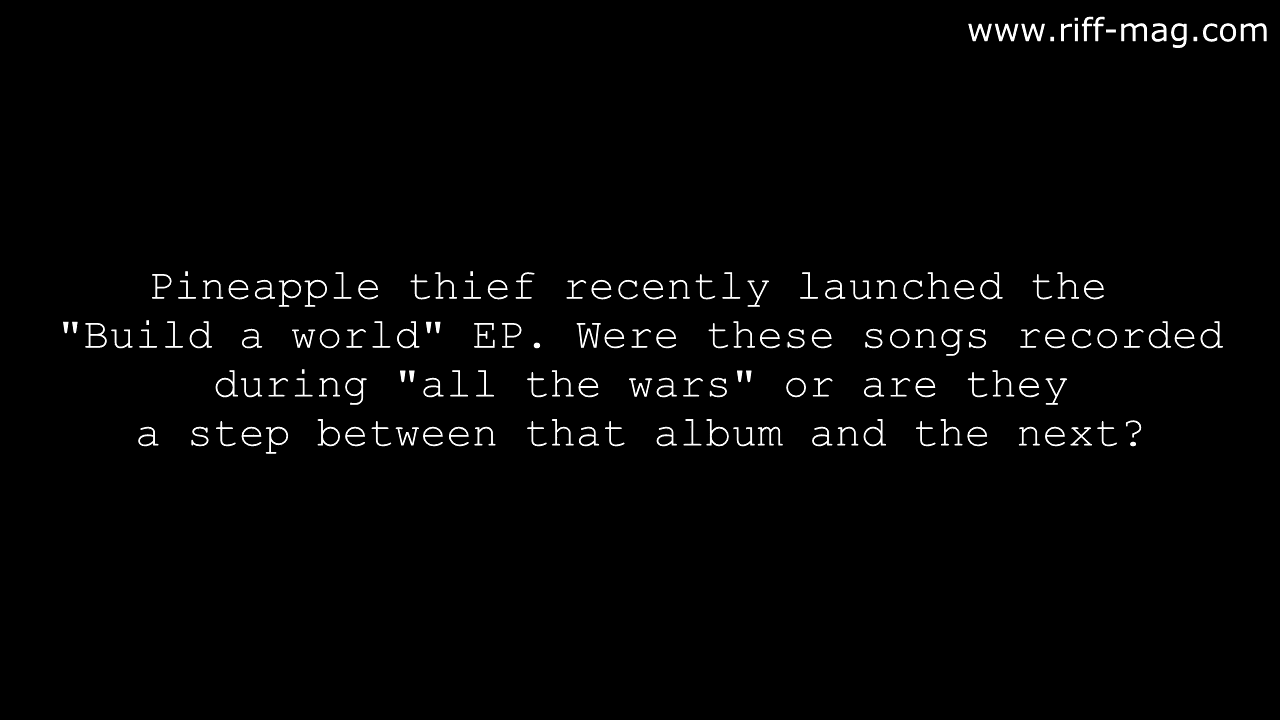 www.riff-mag.com
Pineapple thief recently launched the
"Build a world" EP. Were these songs recorded
during "all the wars" or are they
a step between that album and the next?